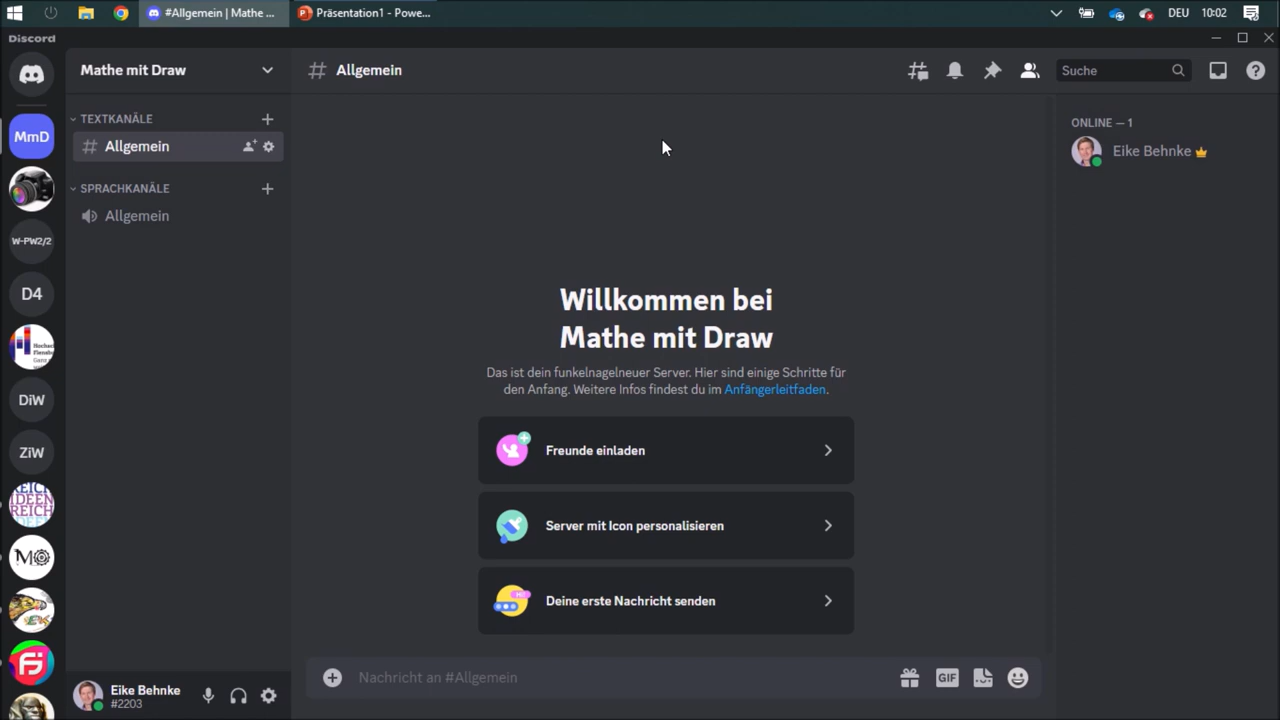 #Allgemein | Mathe ...
Präsentation1 - Powe...
DEU
10:02
Discord
Mathe mit Draw
Allgemein
Suche
TEXTKANÄLE
Allgemein
SPRACHKANÄLE
Allgemein
MmD
W-PW2/2
D4
DiW
ZiW
IDEEN
REICH
ONLINE — 1
Eike Behnke
Willkommen bei
Mathe mit Draw
Das ist dein funkelnagelneuer Server. Hier sind einige Schritte für
den Anfang. Weitere Infos findest du im Anfängerleitfaden.
Freunde einladen
Server mit Icon personalisieren
Deine erste Nachricht senden
Nachricht an #Allgemein
GIF
Eike Behnke
#2203